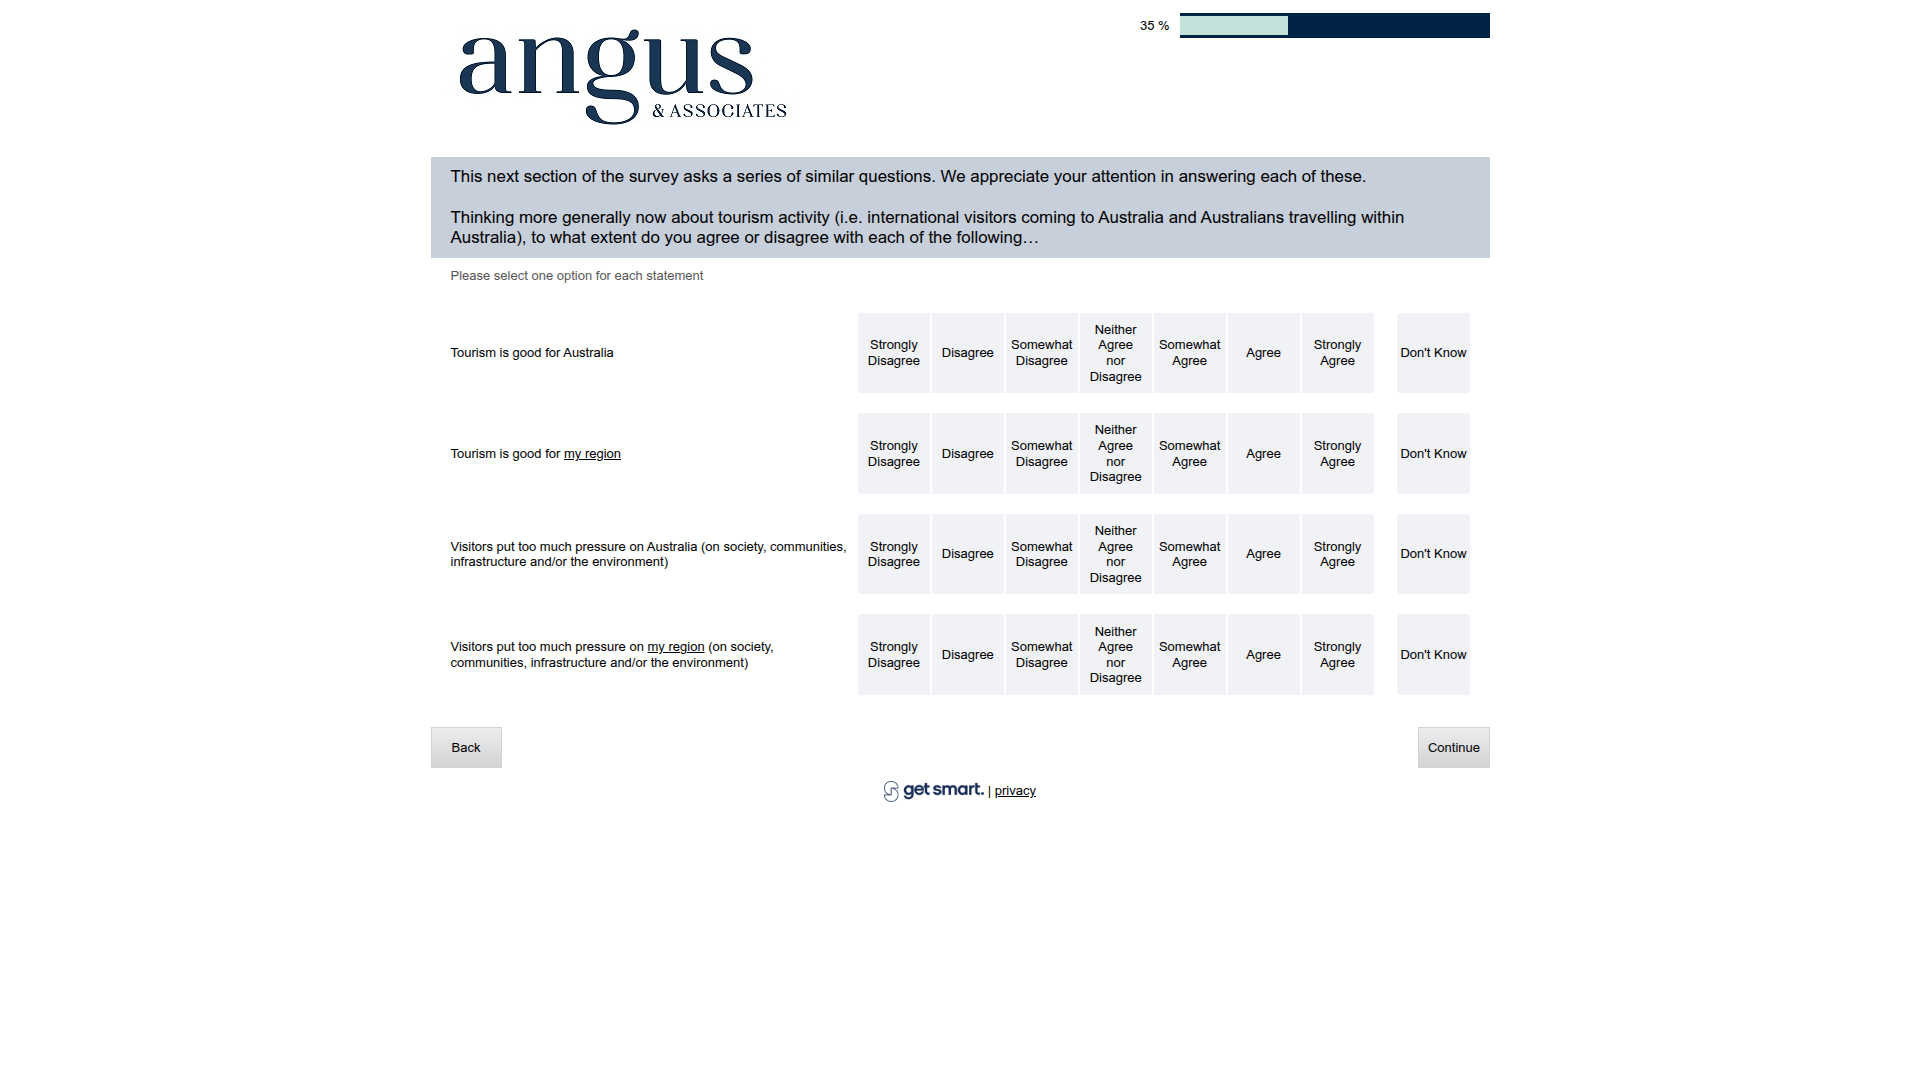 angus
& ASSOCIATES
35 %
This next section of the survey asks a series of similar questions. We appreciate your attention in answering each of these.
Thinking more generally now about tourism activity (i.e. international visitors coming to Australia and Australians travelling within
Australia), to what extent do you agree or disagree with each of the following…
Please select one option for each statement
Tourism is good for Australia
Strongly Disagree
Disagree
Somewhat Disagree
Neither Agree nor Disagree
Somewhat Agree
Agree
Strongly Agree
Don't Know
Tourism is good for my region
Strongly Disagree
Disagree
Somewhat Disagree
Neither Agree nor Disagree
Somewhat Agree
Agree
Strongly Agree
Don't Know
Visitors put too much pressure on Australia (on society, communities,
infrastructure and/or the environment)
Strongly Disagree
Disagree
Somewhat Disagree
Neither Agree nor Disagree
Somewhat Agree
Agree
Strongly Agree
Don't Know
Visitors put too much pressure on my region (on society,
communities, infrastructure and/or the environment)
Strongly Disagree
Disagree
Somewhat Disagree
Neither Agree nor Disagree
Somewhat Agree
Agree
Strongly Agree
Don't Know
Back
Continue
get smart. | privacy